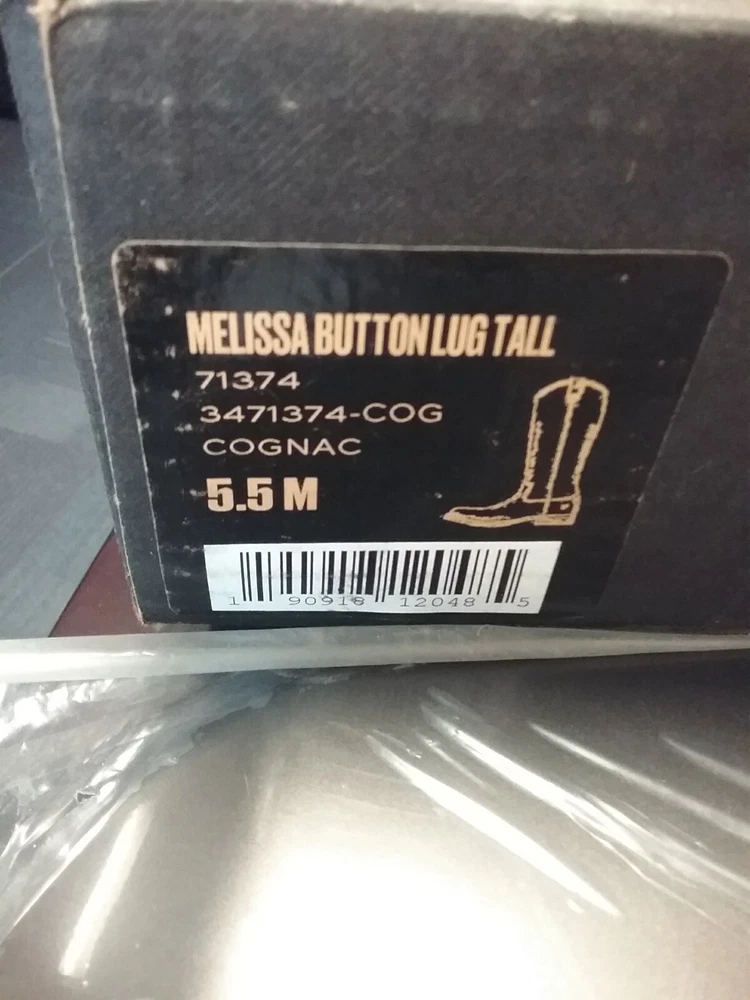 MELISSA BUTTON LUG TALL
71374
3471374-COG
COGNAC
5.5 M
1 90918 12048 5